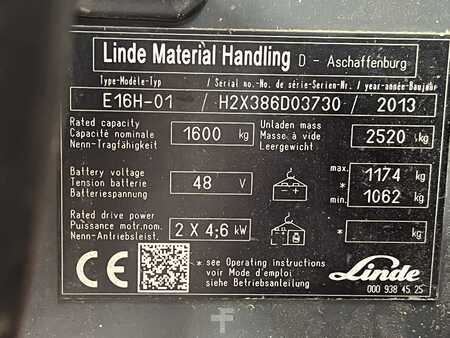 Linde Material Handling D - Aschaffenburg
Type-Modèle-Typ / Serial no.-No. de série-Serien-Nr. / year-année-Baujahr
E16H-01 / H2X386D03730 / 2013
Rated capacity
Capacité nominale
Nenn-Tragfähigkeit
1600 kg
Unladen mass
Masse à vide
Leergewicht
2520 kg
Battery voltage
Tension batterie
Batteriespannung
48 V
max. 1174 kg
*
min. 1062 kg
Rated drive power
Puissance motr.nom.
Nenn-Antriebsleist.
2 X 4,6 kW
* kg
CE
* see Operating instructions
voir Mode d'emploi
siehe Betriebsanleitung
Linde
000 938 45 25